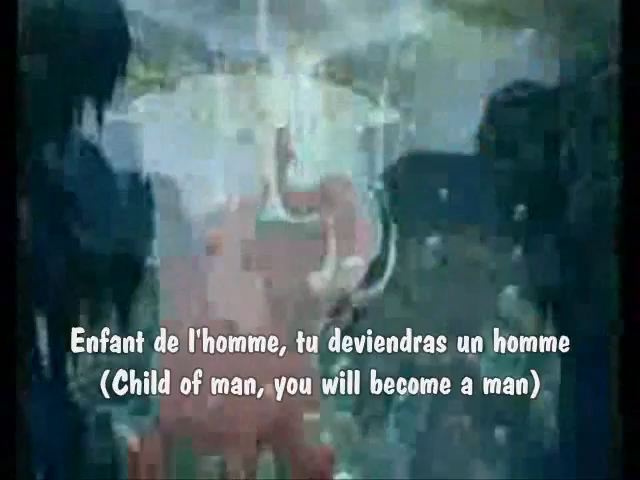 Enfant de l'homme, tu deviendras un homme
(Child of man, you will become a man)